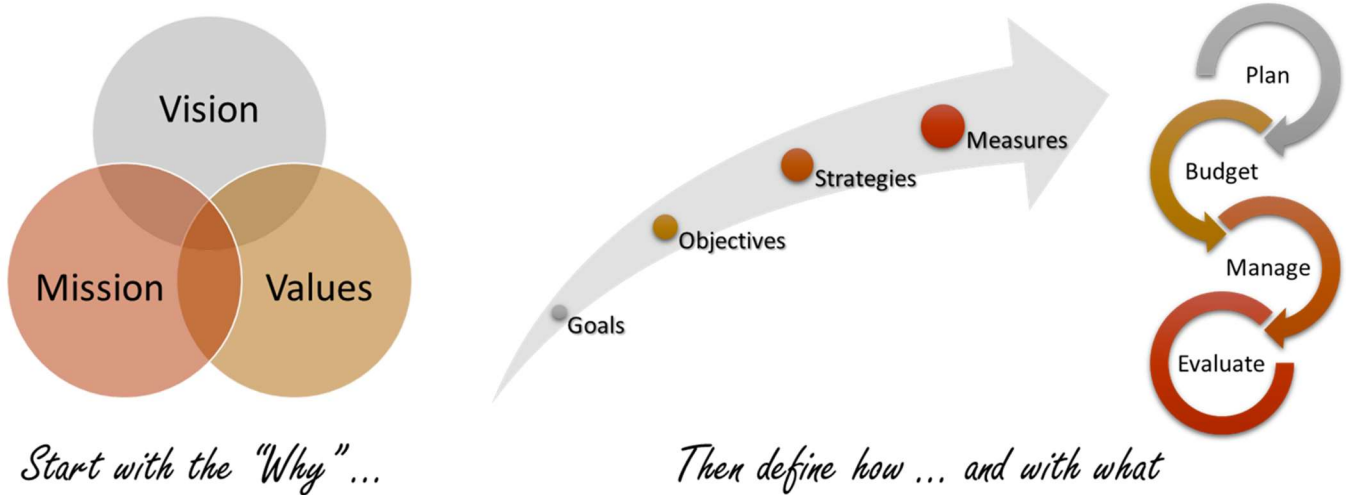 Vision
Mission
Values
Start with the “Why”...
Goals
Objectives
Strategies
Measures
Then define how ... and with what
Plan
Budget
Manage
Evaluate